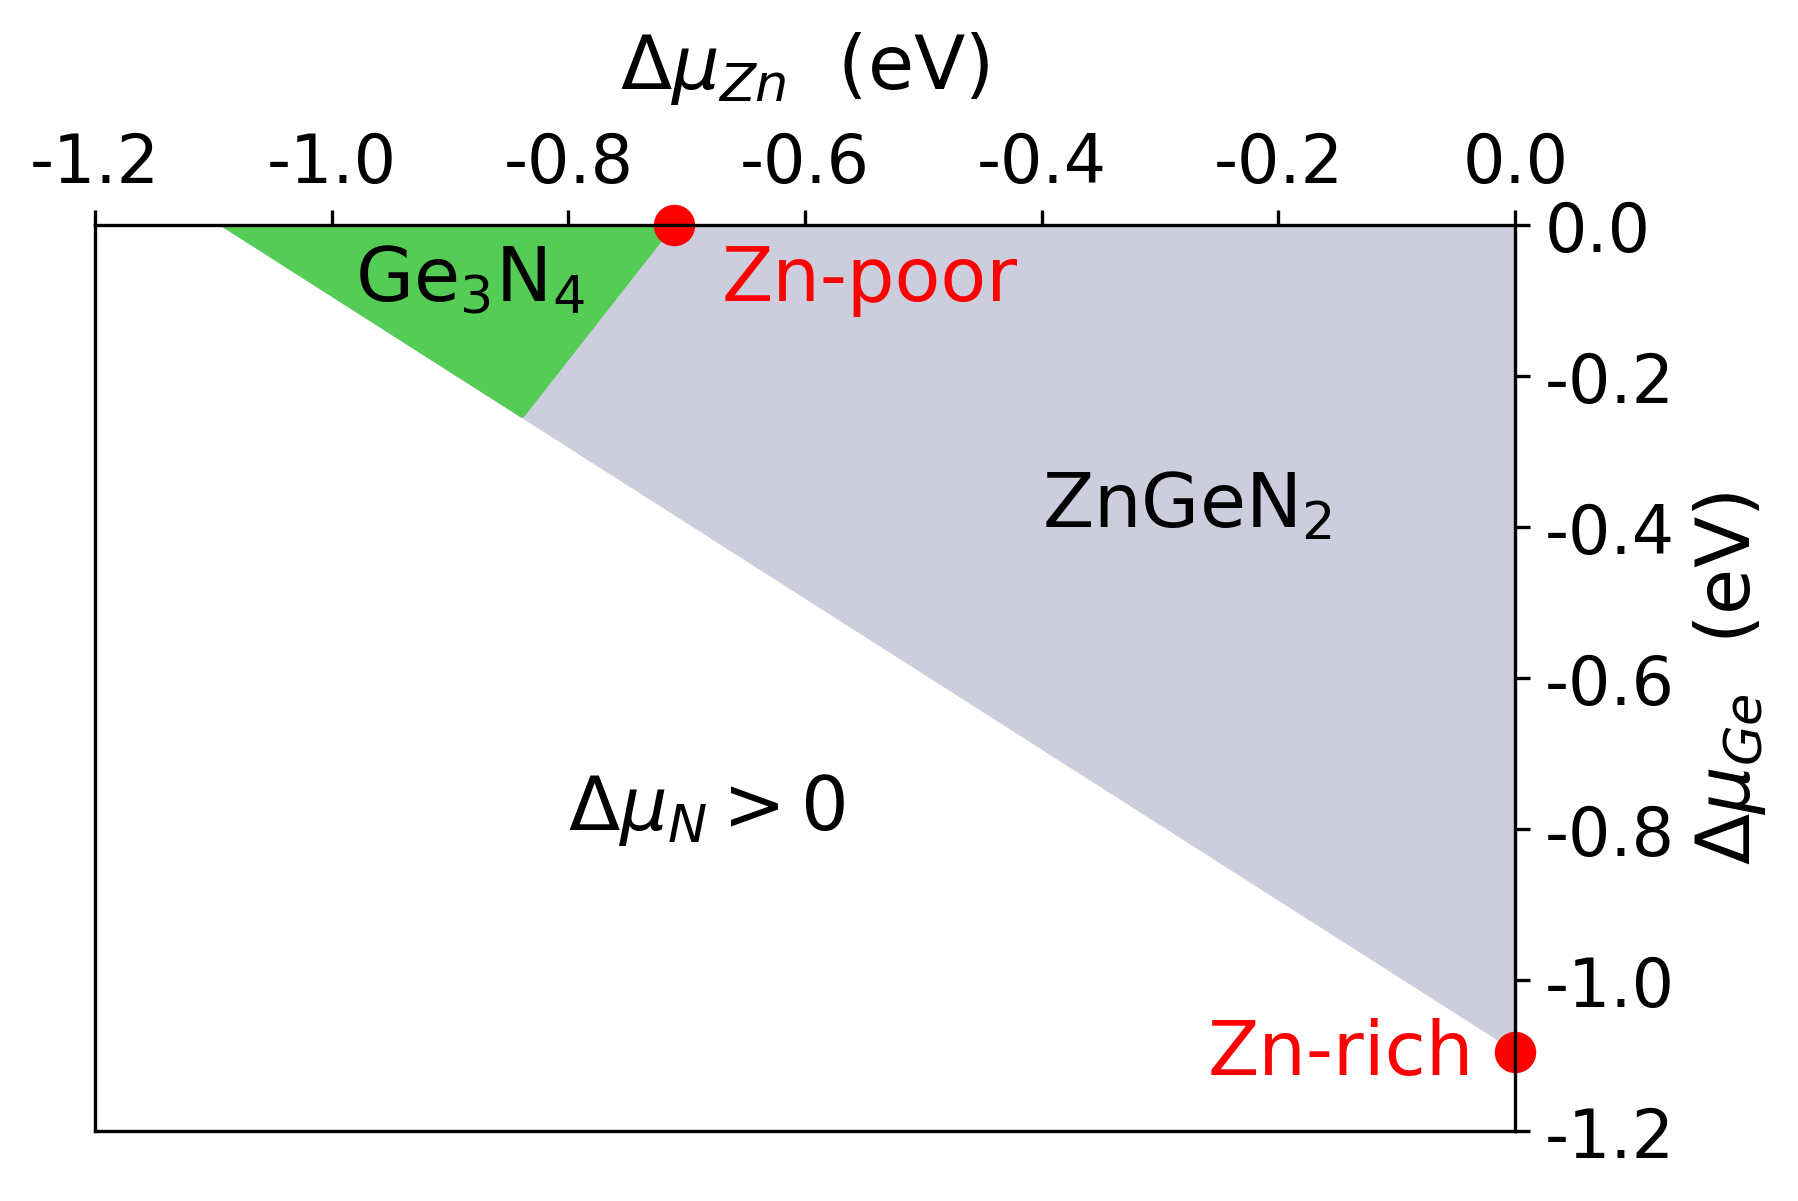 Δμ_Zn (eV)
-1.2 -1.0 -0.8 -0.6 -0.4 -0.2 0.0
0.0
Ge₃N₄ Zn-poor
-0.2
ZnGeN₂
-0.4
-0.6
Δμ_Ge (eV)
Δμ_N > 0
-0.8
-1.0
Zn-rich
-1.2